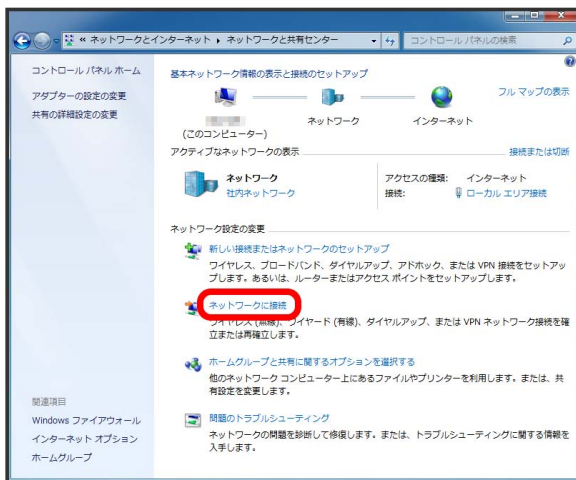 « ネットワークとインターネット ▸ ネットワークと共有センター
コントロール パネルの検索
コントロール パネル ホーム
アダプターの設定の変更
共有の詳細設定の変更
基本ネットワーク情報の表示と接続のセットアップ
フル マップの表示
(このコンピューター)
ネットワーク
インターネット
アクティブなネットワークの表示
接続または切断
ネットワーク
社内ネットワーク
アクセスの種類: インターネット
接続: ローカル エリア接続
ネットワーク設定の変更
新しい接続またはネットワークのセットアップ
ワイヤレス、ブロードバンド、ダイヤルアップ、アドホック、または VPN 接続をセットアッ
プします。あるいは、ルーターまたはアクセス ポイントをセットアップします。
ネットワークに接続
ワイヤレス (無線)、ワイヤード (有線)、ダイヤルアップ、または VPN ネットワーク接続を確
立または再確立します。
ホームグループと共有に関するオプションを選択する
他のネットワーク コンピューター上にあるファイルやプリンターを利用します。または、共
有設定を変更します。
問題のトラブルシューティング
ネットワークの問題を診断して修復します。または、トラブルシューティングに関する情報を
入手します。
関連項目
Windows ファイアウォール
インターネット オプション
ホームグループ